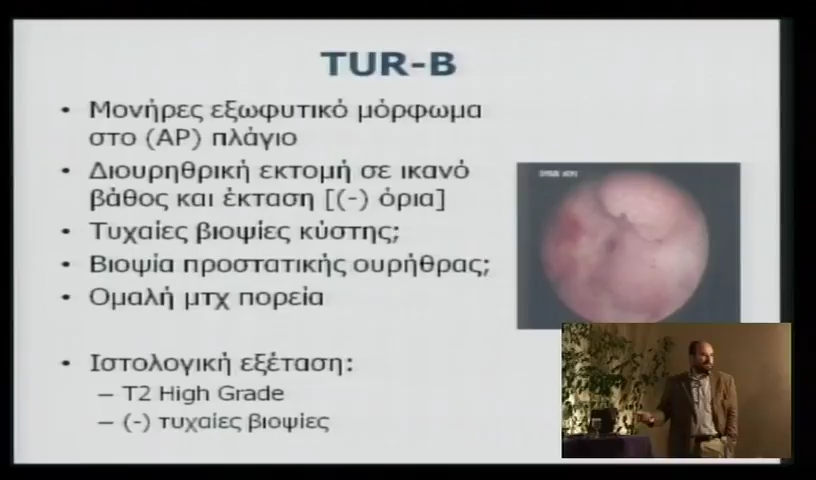 TUR-B
• Μονήρες εξωφυτικό μόρφωμα
στο (ΑΡ) πλάγιο
• Διουρηθρική εκτομή σε ικανό
βάθος και έκταση [(-) όρια]
• Τυχαίες βιοψίες κύστης;
• Βιοψία προστατικής ουρήθρας;
• Ομαλή μτχ πορεία
• Ιστολογική εξέταση:
– T2 High Grade
– (-) τυχαίες βιοψίες